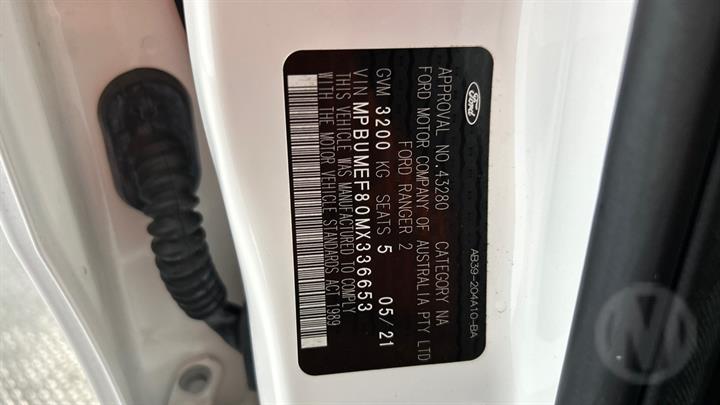 Ford
APPROVAL NO.43280 CATEGORY NA
FORD MOTOR COMPANY OF AUSTRALIA PTY LTD
FORD RANGER 2
GVM 3200 KG SEATS 5 05/21
VIN MPBUMEF80MX336653
THIS VEHICLE WAS MANUFACTURED TO COMPLY
WITH THE MOTOR VEHICLE STANDARDS ACT 1989
AB39-204A10-BA
M